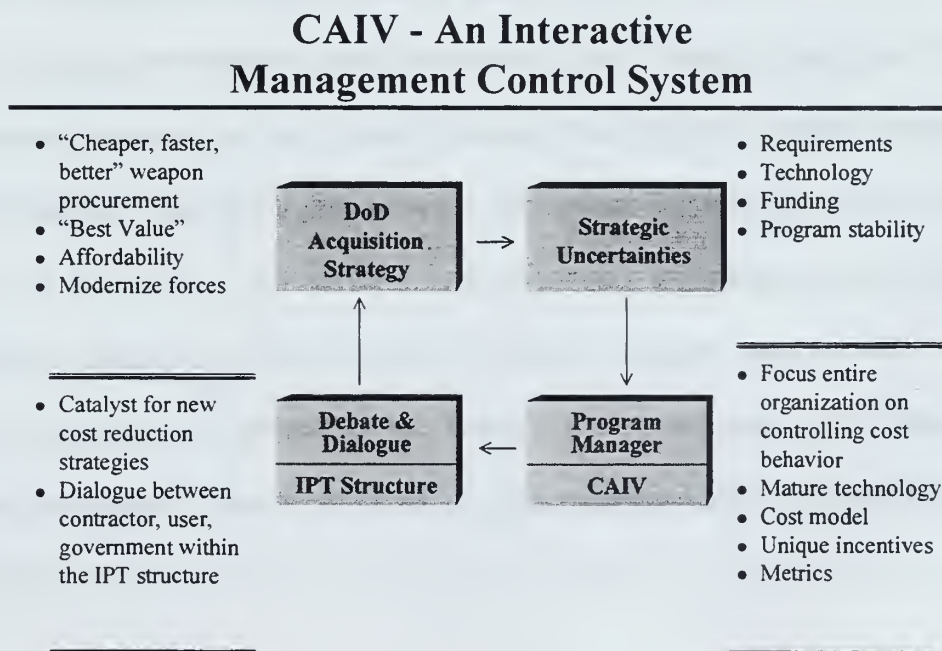 CAIV - An Interactive
Management Control System
• “Cheaper, faster,
better” weapon
procurement
• “Best Value”
• Affordability
• Modernize forces
DoD
Acquisition
Strategy
Strategic
Uncertainties
• Requirements
• Technology
• Funding
• Program stability
• Catalyst for new
cost reduction
strategies
• Dialogue between
contractor, user,
government within
the IPT structure
Debate &
Dialogue
IPT Structure
Program
Manager
CAIV
• Focus entire
organization on
controlling cost
behavior
• Mature technology
• Cost model
• Unique incentives
• Metrics